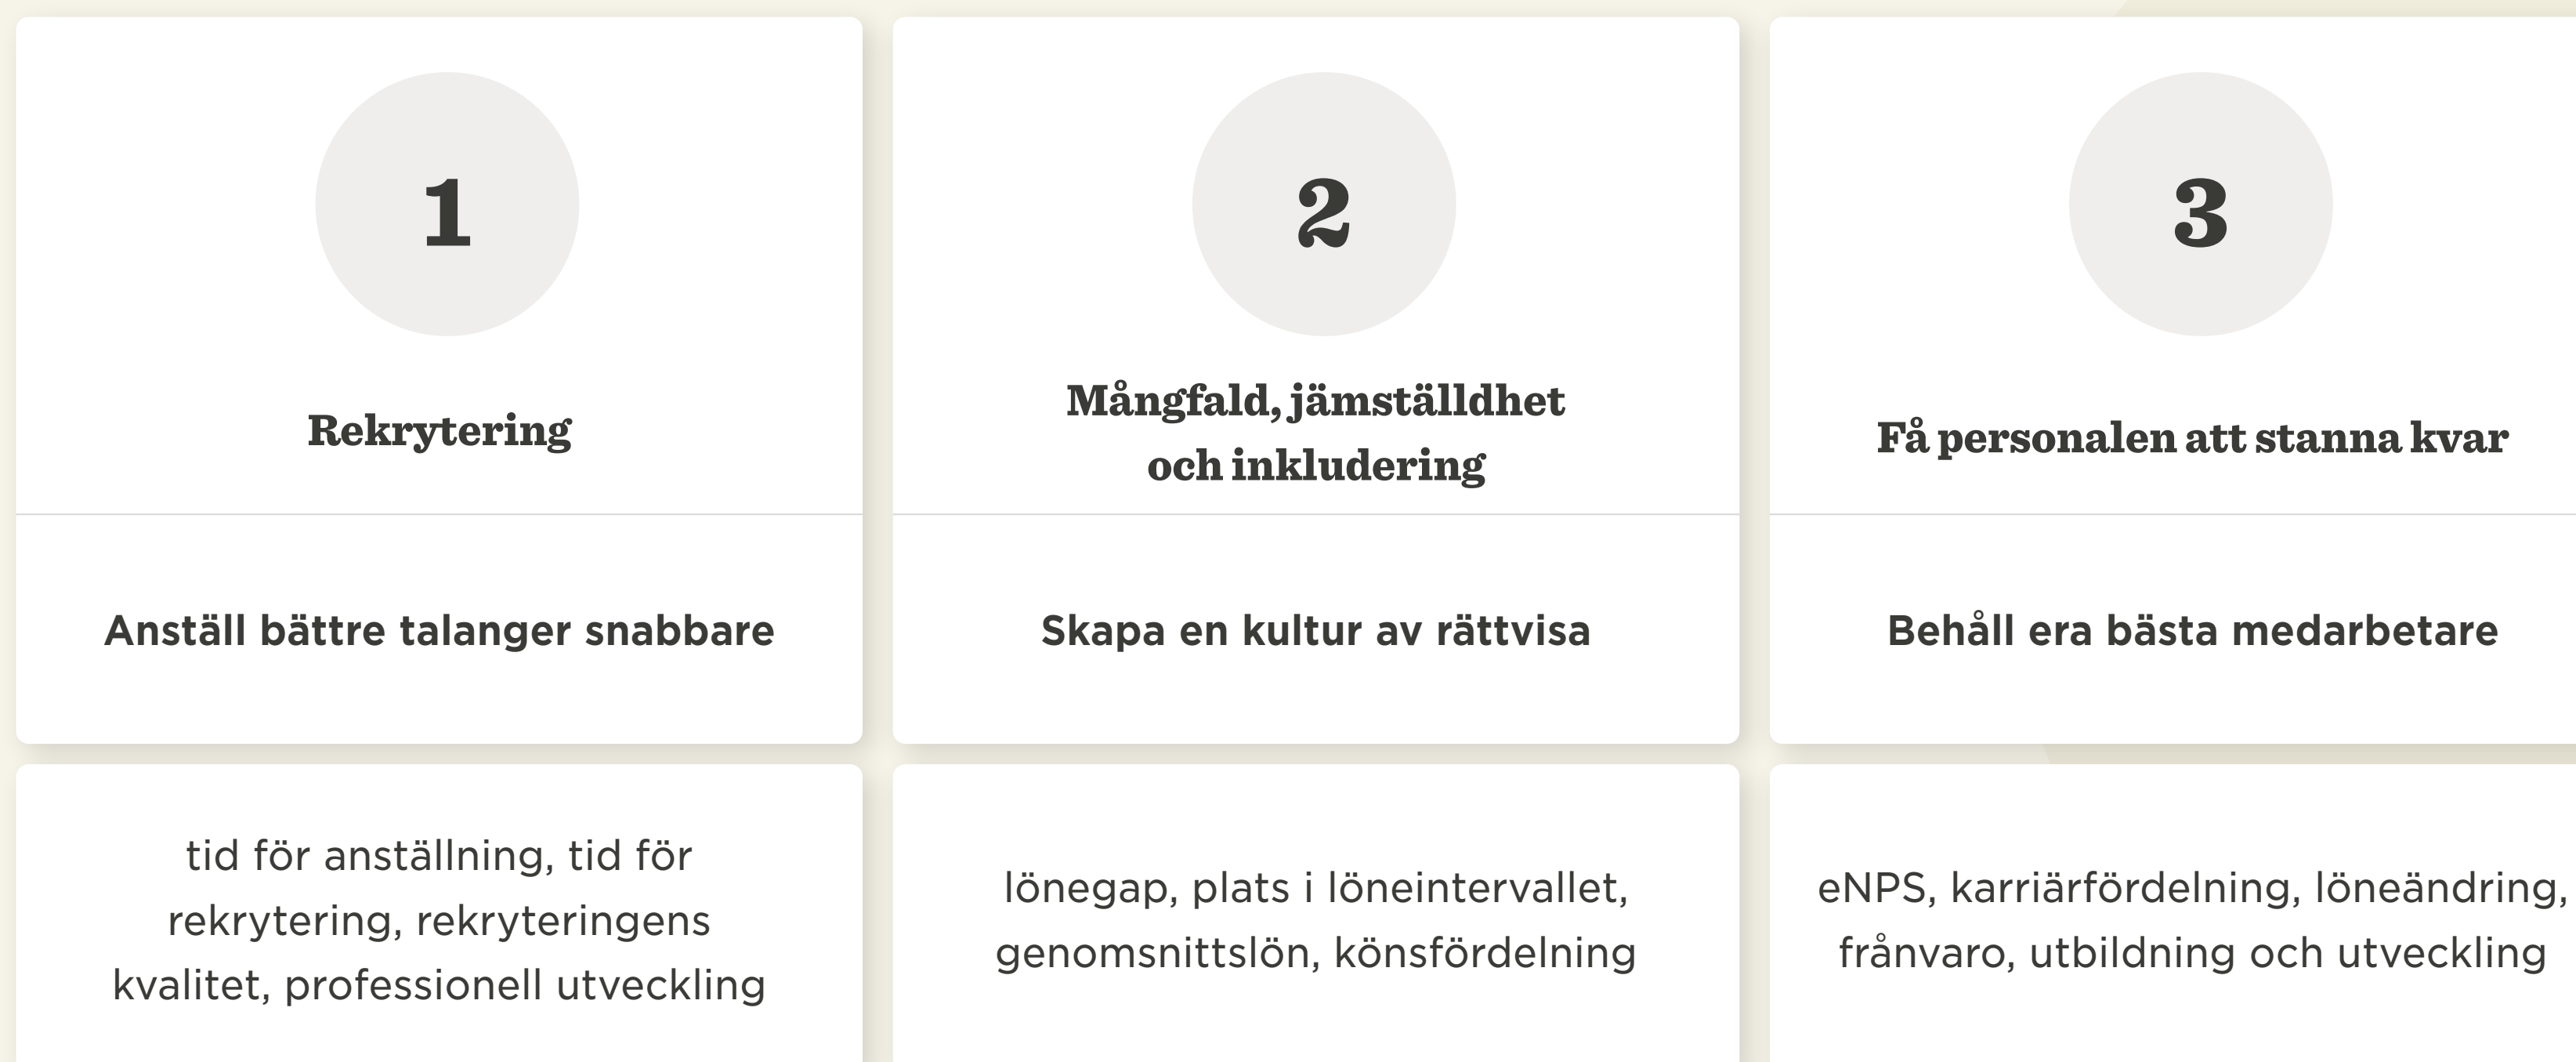 1
Rekrytering
Anställ bättre talanger snabbare
tid för anställning, tid för
rekrytering, rekryteringens
kvalitet, professionell utveckling
2
Mångfald, jämställdhet
och inkludering
Skapa en kultur av rättvisa
lönegap, plats i löneintervallet,
genomsnittslön, könsfördelning
3
Få personalen att stanna kvar
Behåll era bästa medarbetare
eNPS, karriärfördelning, löneändring,
frånvaro, utbildning och utveckling